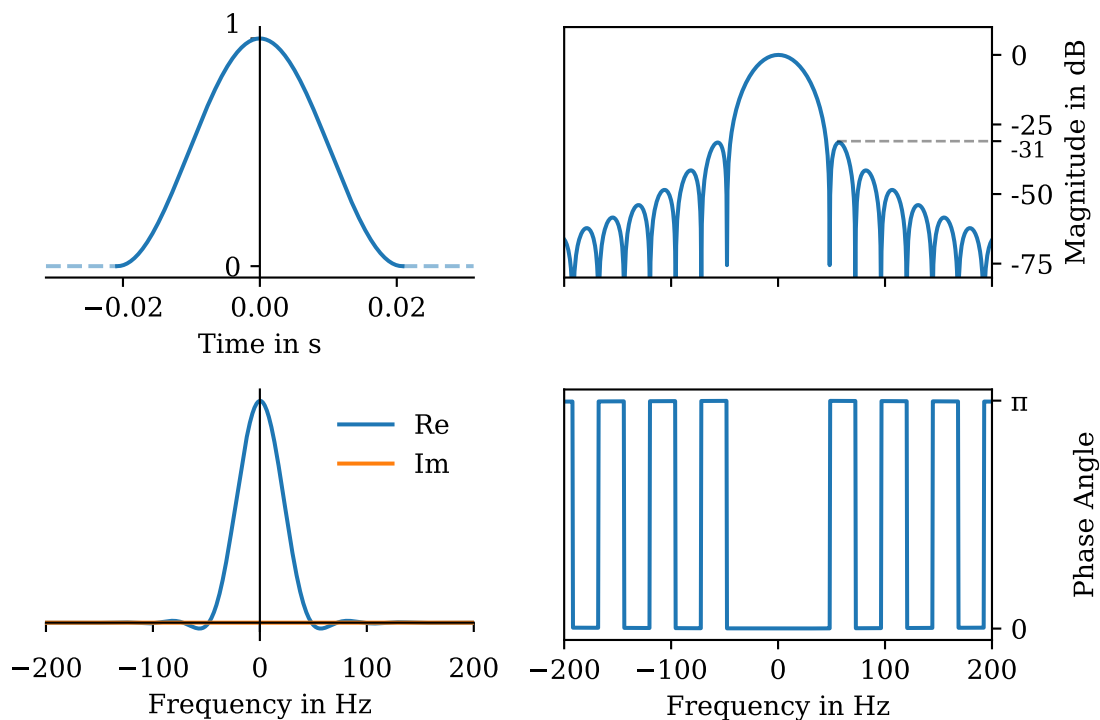 1
0
−0.02 0.00 0.02
Time in s
0
-25
-31
-50
-75
Magnitude in dB
Re
Im
−200 −100 0 100 200
Frequency in Hz
π
0
Phase Angle
−200 −100 0 100 200
Frequency in Hz